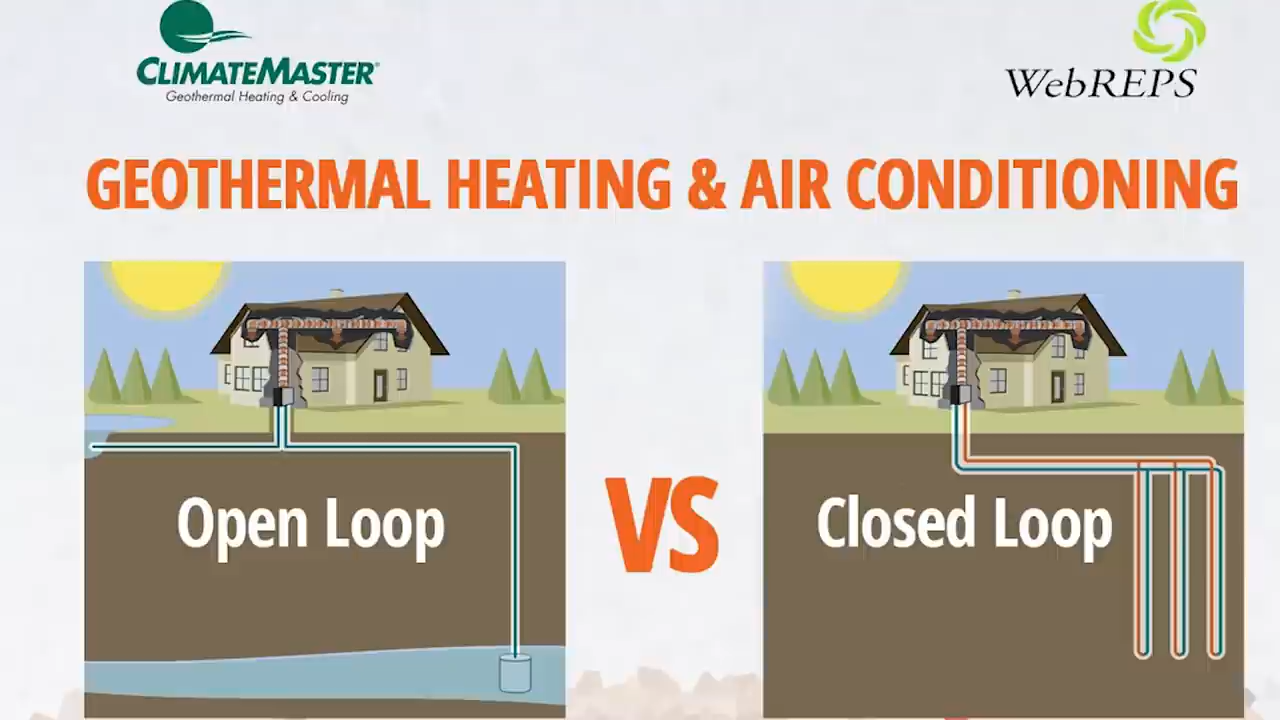 CLIMATEMASTER®
Geothermal Heating & Cooling
WebREPS
GEOTHERMAL HEATING & AIR CONDITIONING
Open Loop
VS
Closed Loop